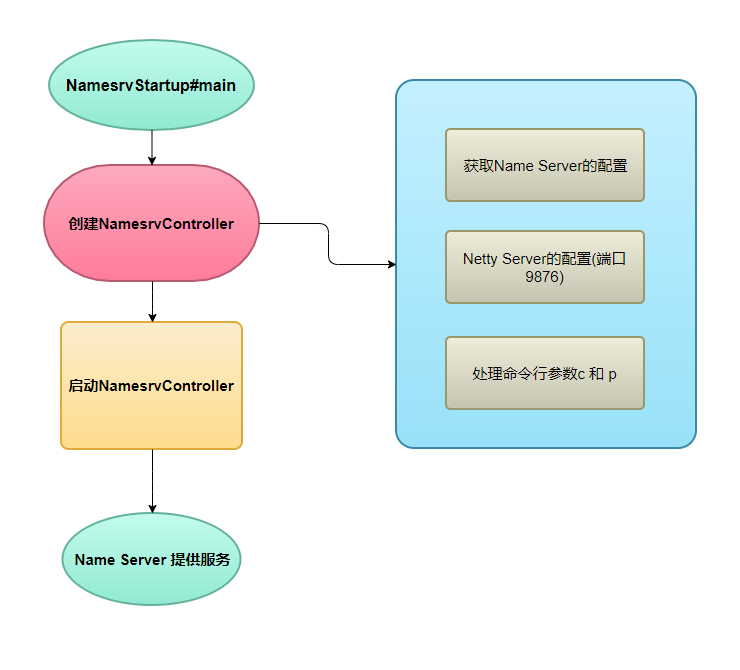 NamesrvStartup#main
创建NamesrvController
启动NamesrvController
Name Server 提供服务
获取Name Server的配置
Netty Server的配置(端口
9876)
处理命令行参数c 和 p